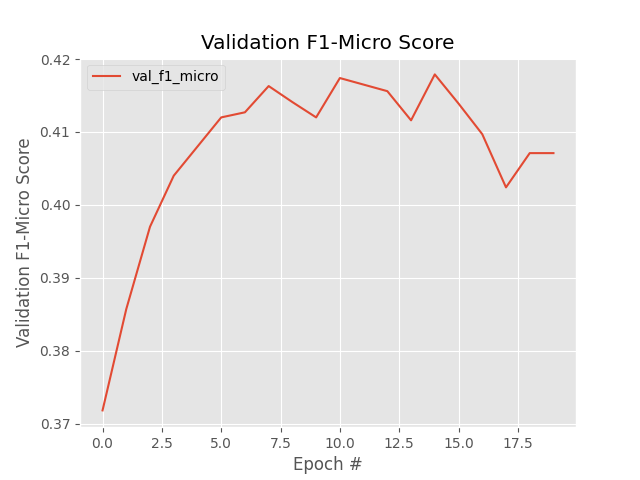 Validation F1-Micro Score
val_f1_micro
0.42
0.41
0.40
0.39
0.38
0.37
Validation F1-Micro Score
0.0 2.5 5.0 7.5 10.0 12.5 15.0 17.5
Epoch #